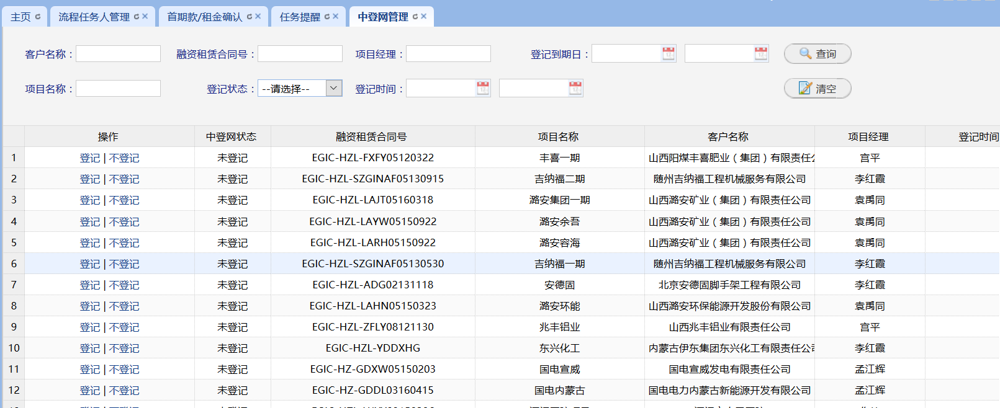 主页 流程任务人管理 首期款/租金确认 任务提醒 中登网管理
客户名称： 融资租赁合同号： 项目经理： 登记到期日： 查询
项目名称： 登记状态： --请选择-- 登记时间： 清空
操作 中登网状态 融资租赁合同号 项目名称 客户名称 项目经理 登记时间
1 登记 | 不登记 未登记 EGIC-HZL-FXFY05120322 丰喜一期 山西阳煤丰喜肥业（集团）有限责任 宫平
2 登记 | 不登记 未登记 EGIC-HZL-SZGINAF05130915 吉纳福二期 随州吉纳福工程机械服务有限公司 李红霞
3 登记 | 不登记 未登记 EGIC-HZL-LAJT05160318 潞安集团一期 山西潞安矿业（集团）有限责任公司 袁禹同
4 登记 | 不登记 未登记 EGIC-HZL-LAYW05150922 潞安余吾 山西潞安矿业（集团）有限责任公司 袁禹同
5 登记 | 不登记 未登记 EGIC-HZL-LARH05150922 潞安容海 山西潞安矿业（集团）有限责任公司 袁禹同
6 登记 | 不登记 未登记 EGIC-HZL-SZGINAF05130530 吉纳福一期 随州吉纳福工程机械服务有限公司 李红霞
7 登记 | 不登记 未登记 EGIC-HZL-ADG02131118 安德固 北京安德固脚手架工程有限公司 李红霞
8 登记 | 不登记 未登记 EGIC-HZL-LAHN05150323 潞安环能 山西潞安环保能源开发股份有限公司 袁禹同
9 登记 | 不登记 未登记 EGIC-HZL-ZFLY08121130 兆丰铝业 山西兆丰铝业有限责任公司 宫平
10 登记 | 不登记 未登记 EGIC-HZL-YDDXHG 东兴化工 内蒙古伊东集团东兴化工有限责任公司 李红霞
11 登记 | 不登记 未登记 EGIC-HZ-GDXW05150203 国电宣威 国电宣威发电有限责任公司 孟江辉
12 登记 | 不登记 未登记 EGIC-HZ-GDDL03160415 国电内蒙古 国电电力内蒙古新能源开发有限公司 孟江辉